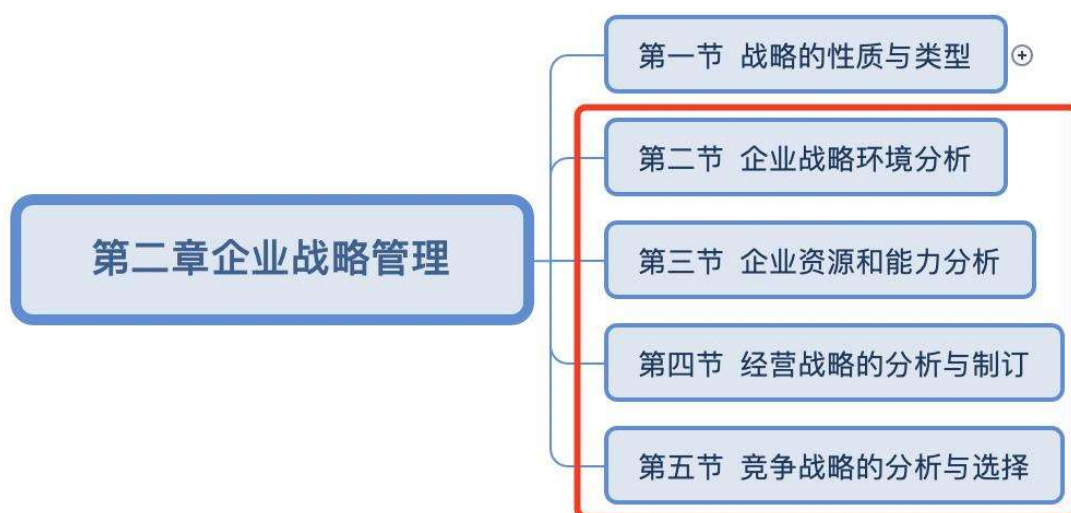 第一节 战略的性质与类型
第二节 企业战略环境分析
第二章企业战略管理
第三节 企业资源和能力分析
第四节 经营战略的分析与制订
第五节 竞争战略的分析与选择